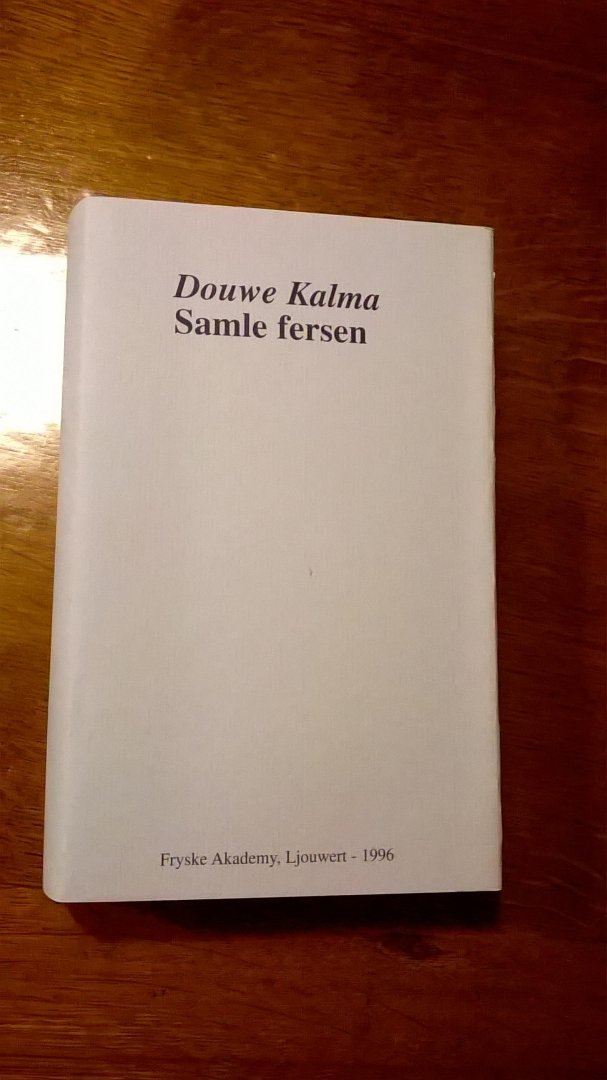 Douwe Kalma
Samle fersen
Fryske Akademy, Ljouwert - 1996